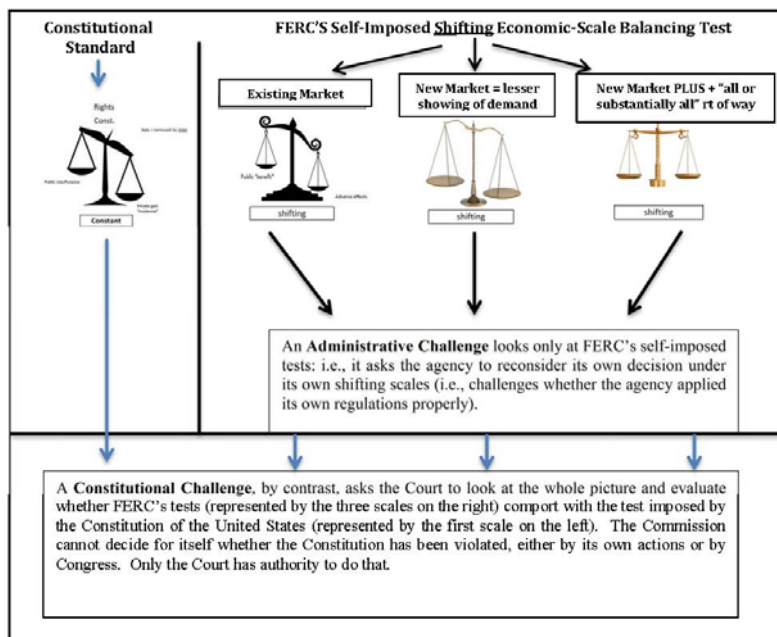 Constitutional
Standard
FERC'S Self-Imposed Shifting Economic-Scale Balancing Test
Existing Market
New Market = lesser
showing of demand
New Market PLUS + "all or
substantially all" rt of way
Rights
Const.
Public Use/Purpose
Private gain
"incidental"
Constant
Public "benefit"
Adverse effects
shifting
shifting
shifting
An Administrative Challenge looks only at FERC's self-imposed
tests: i.e., it asks the agency to reconsider its own decision under
its own shifting scales (i.e., challenges whether the agency applied
its own regulations properly).
A Constitutional Challenge, by contrast, asks the Court to look at the whole picture and evaluate
whether FERC's tests (represented by the three scales on the right) comport with the test imposed
by the Constitution of the United States (represented by the first scale on the left). The Commission
cannot decide for itself whether the Constitution has been violated, either by its own actions or by
Congress. Only the Court has authority to do that.